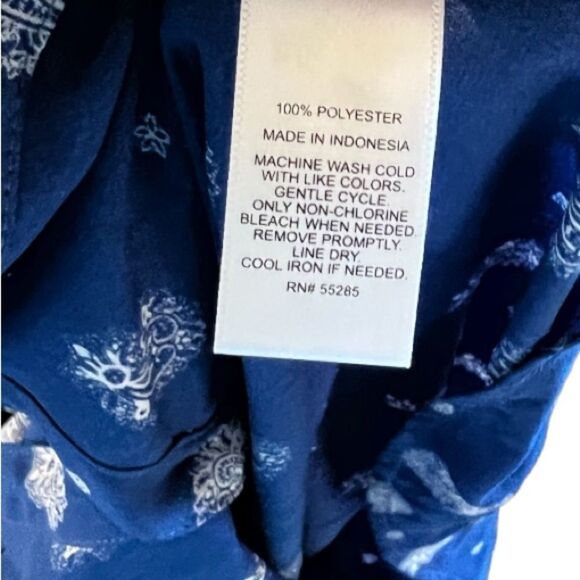 100% POLYESTER
MADE IN INDONESIA
MACHINE WASH COLD
WITH LIKE COLORS.
GENTLE CYCLE.
ONLY NON-CHLORINE
BLEACH WHEN NEEDED.
REMOVE PROMPTLY.
LINE DRY.
COOL IRON IF NEEDED.
RN# 55285